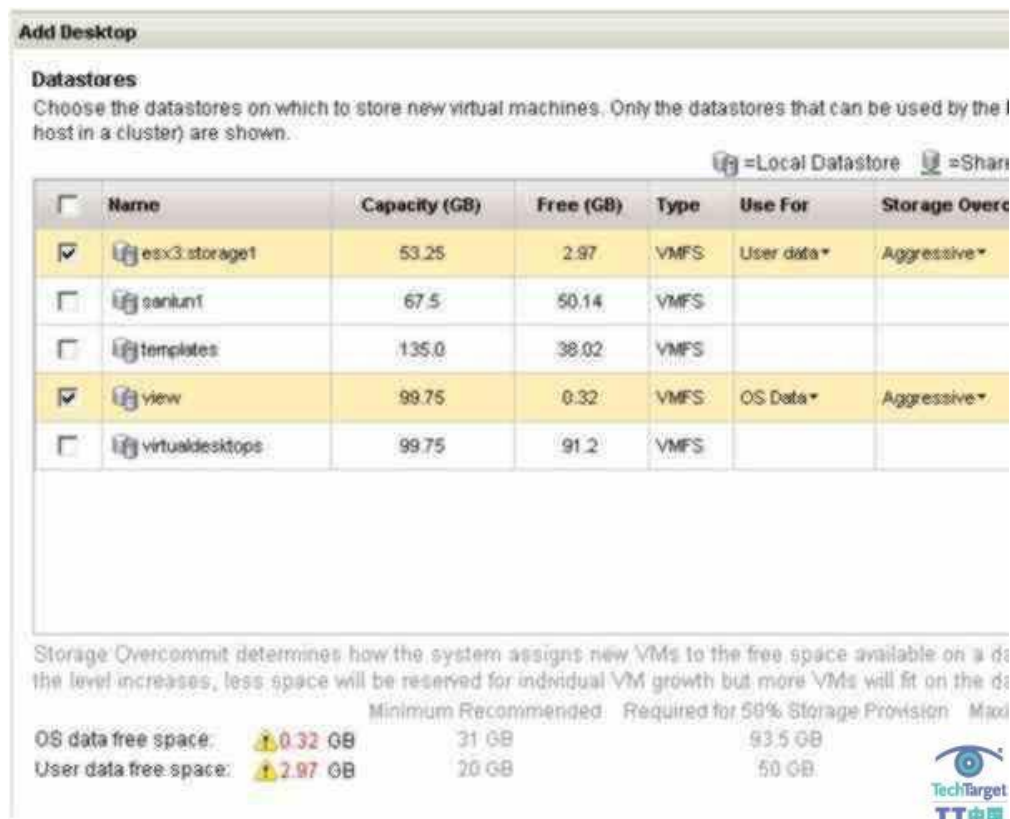 Add Desktop
Datastores
Choose the datastores on which to store new virtual machines. Only the datastores that can be used by the
host in a cluster) are shown.
=Local Datastore =Share
Name Capacity (GB) Free (GB) Type Use For Storage Overc
esx3:storage1 53.25 2.97 VMFS User data Aggressive
sanlun1 67.5 50.14 VMFS
templates 135.0 38.02 VMFS
view 99.75 0.32 VMFS OS Data Aggressive
virtualdesktops 99.75 91.2 VMFS
Storage Overcommit determines how the system assigns new VMs to the free space available on a da
the level increases, less space will be reserved for individual VM growth but more VMs will fit on the da
Minimum Recommended Required for 50% Storage Provision Maxi
OS data free space: 0.32 GB 31 GB 93.5 GB
User data free space: 2.97 GB 20 GB 50 GB
TechTarget
TT中国